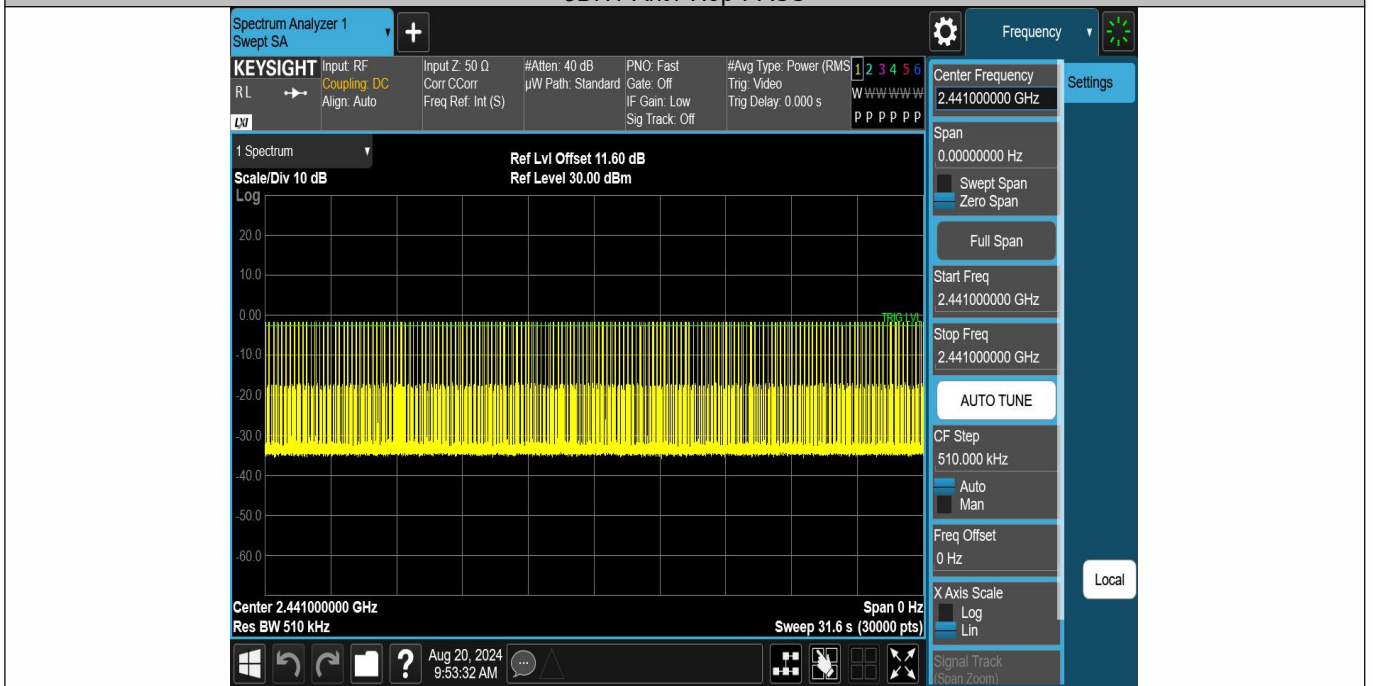 Spectrum Analyzer 1
Swept SA
+
Frequency
KEYSIGHT
RL
LXI
Input: RF
Coupling: DC
Align: Auto
Input Z: 50 Ω
Corr CCorr
Freq Ref: Int (S)
#Atten: 40 dB
µW Path: Standard
PNO: Fast
Gate: Off
IF Gain: Low
Sig Track: Off
#Avg Type: Power (RMS
Trig: Video
Trig Delay: 0.000 s
1 2 3 4 5 6
W W W W W W
P P P P P P
1 Spectrum
Scale/Div 10 dB
Ref Lvl Offset 11.60 dB
Ref Level 30.00 dBm
Log
20.0
10.0
0.00
TRIG LVL
-10.0
-20.0
-30.0
-40.0
-50.0
-60.0
Center 2.441000000 GHz
Span 0 Hz
Res BW 510 kHz
Sweep 31.6 s (30000 pts)
?
Aug 20, 2024
9:53:32 AM
Center Frequency
2.441000000 GHz
Settings
Span
0.00000000 Hz
Swept Span
Zero Span
Full Span
Start Freq
2.441000000 GHz
Stop Freq
2.441000000 GHz
AUTO TUNE
CF Step
510.000 kHz
Auto
Man
Freq Offset
0 Hz
X Axis Scale
Log
Lin
Local
Signal Track
(Span Zoom)